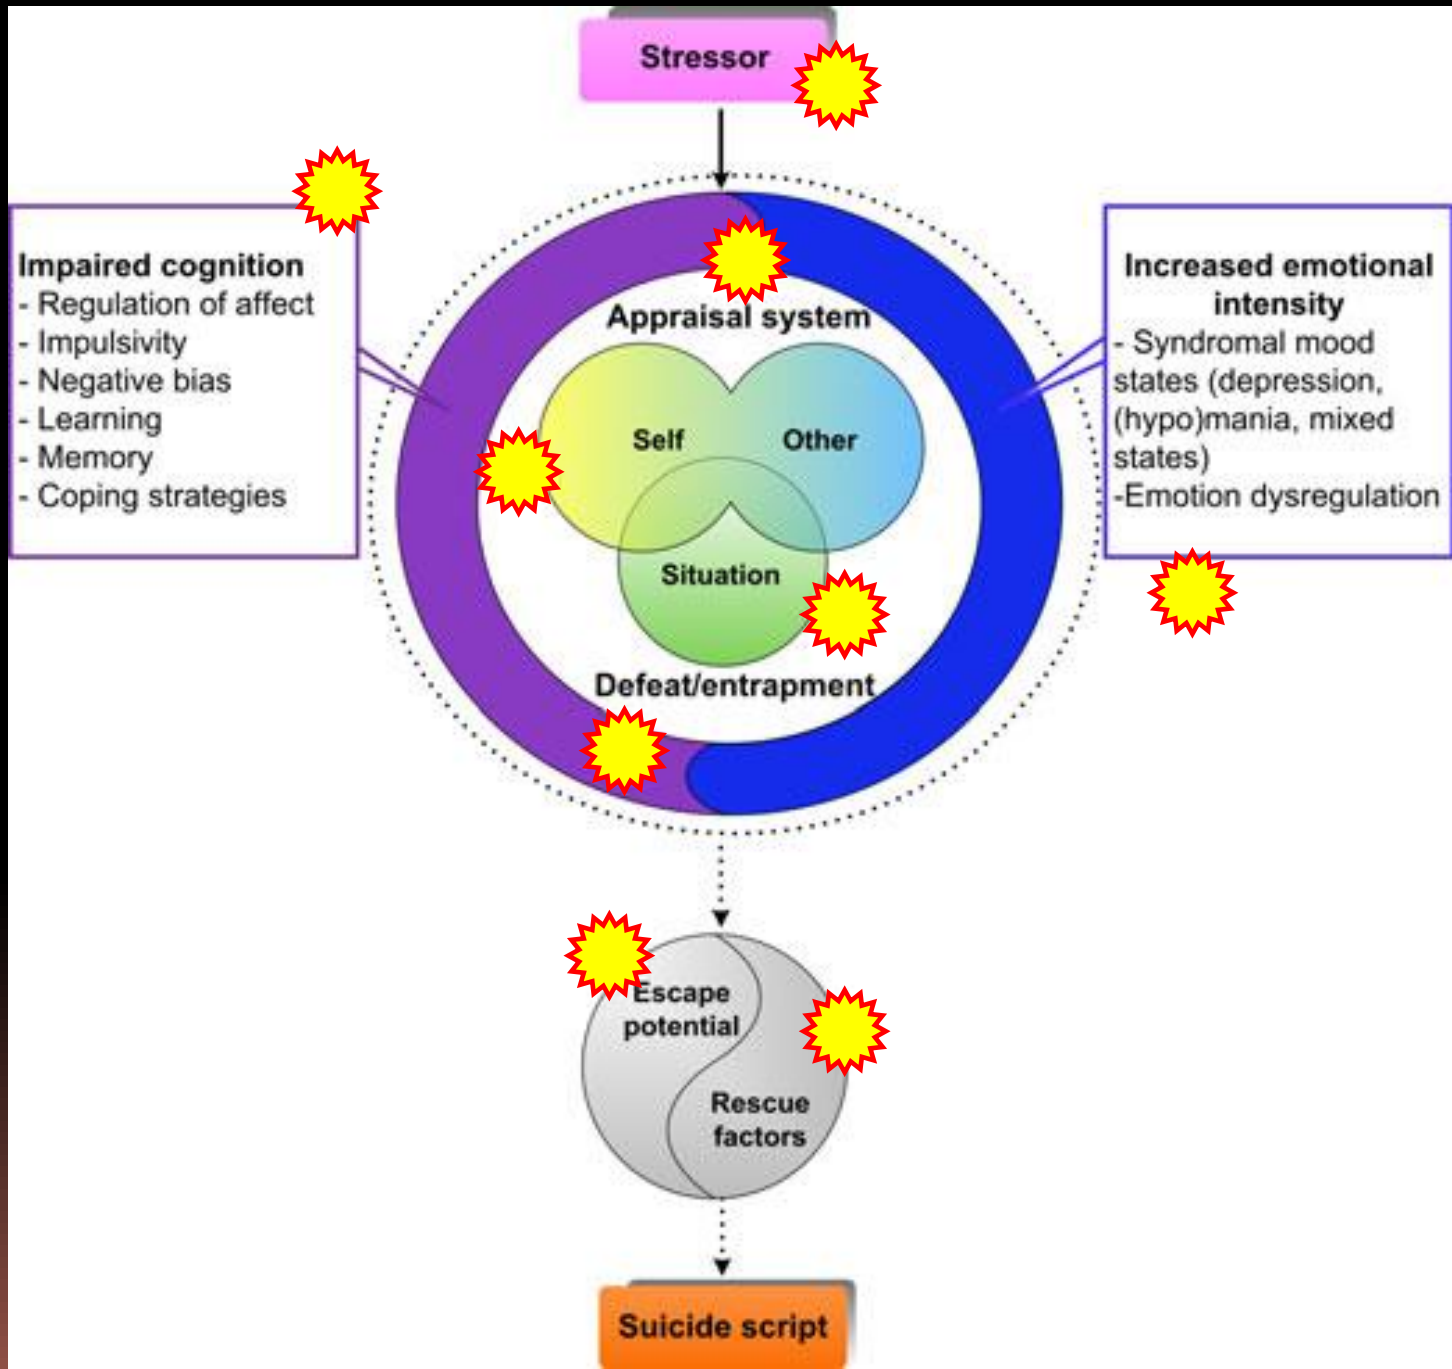 Stressor
Impaired cognition
- Regulation of affect
- Impulsivity
- Negative bias
- Learning
- Memory
- Coping strategies
Increased emotional
intensity
- Syndromal mood
states (depression,
(hypo)mania, mixed
states)
-Emotion dysregulation
Appraisal system
Self
Other
Situation
Defeat/entrapment
Escape
potential
Rescue
factors
Suicide script